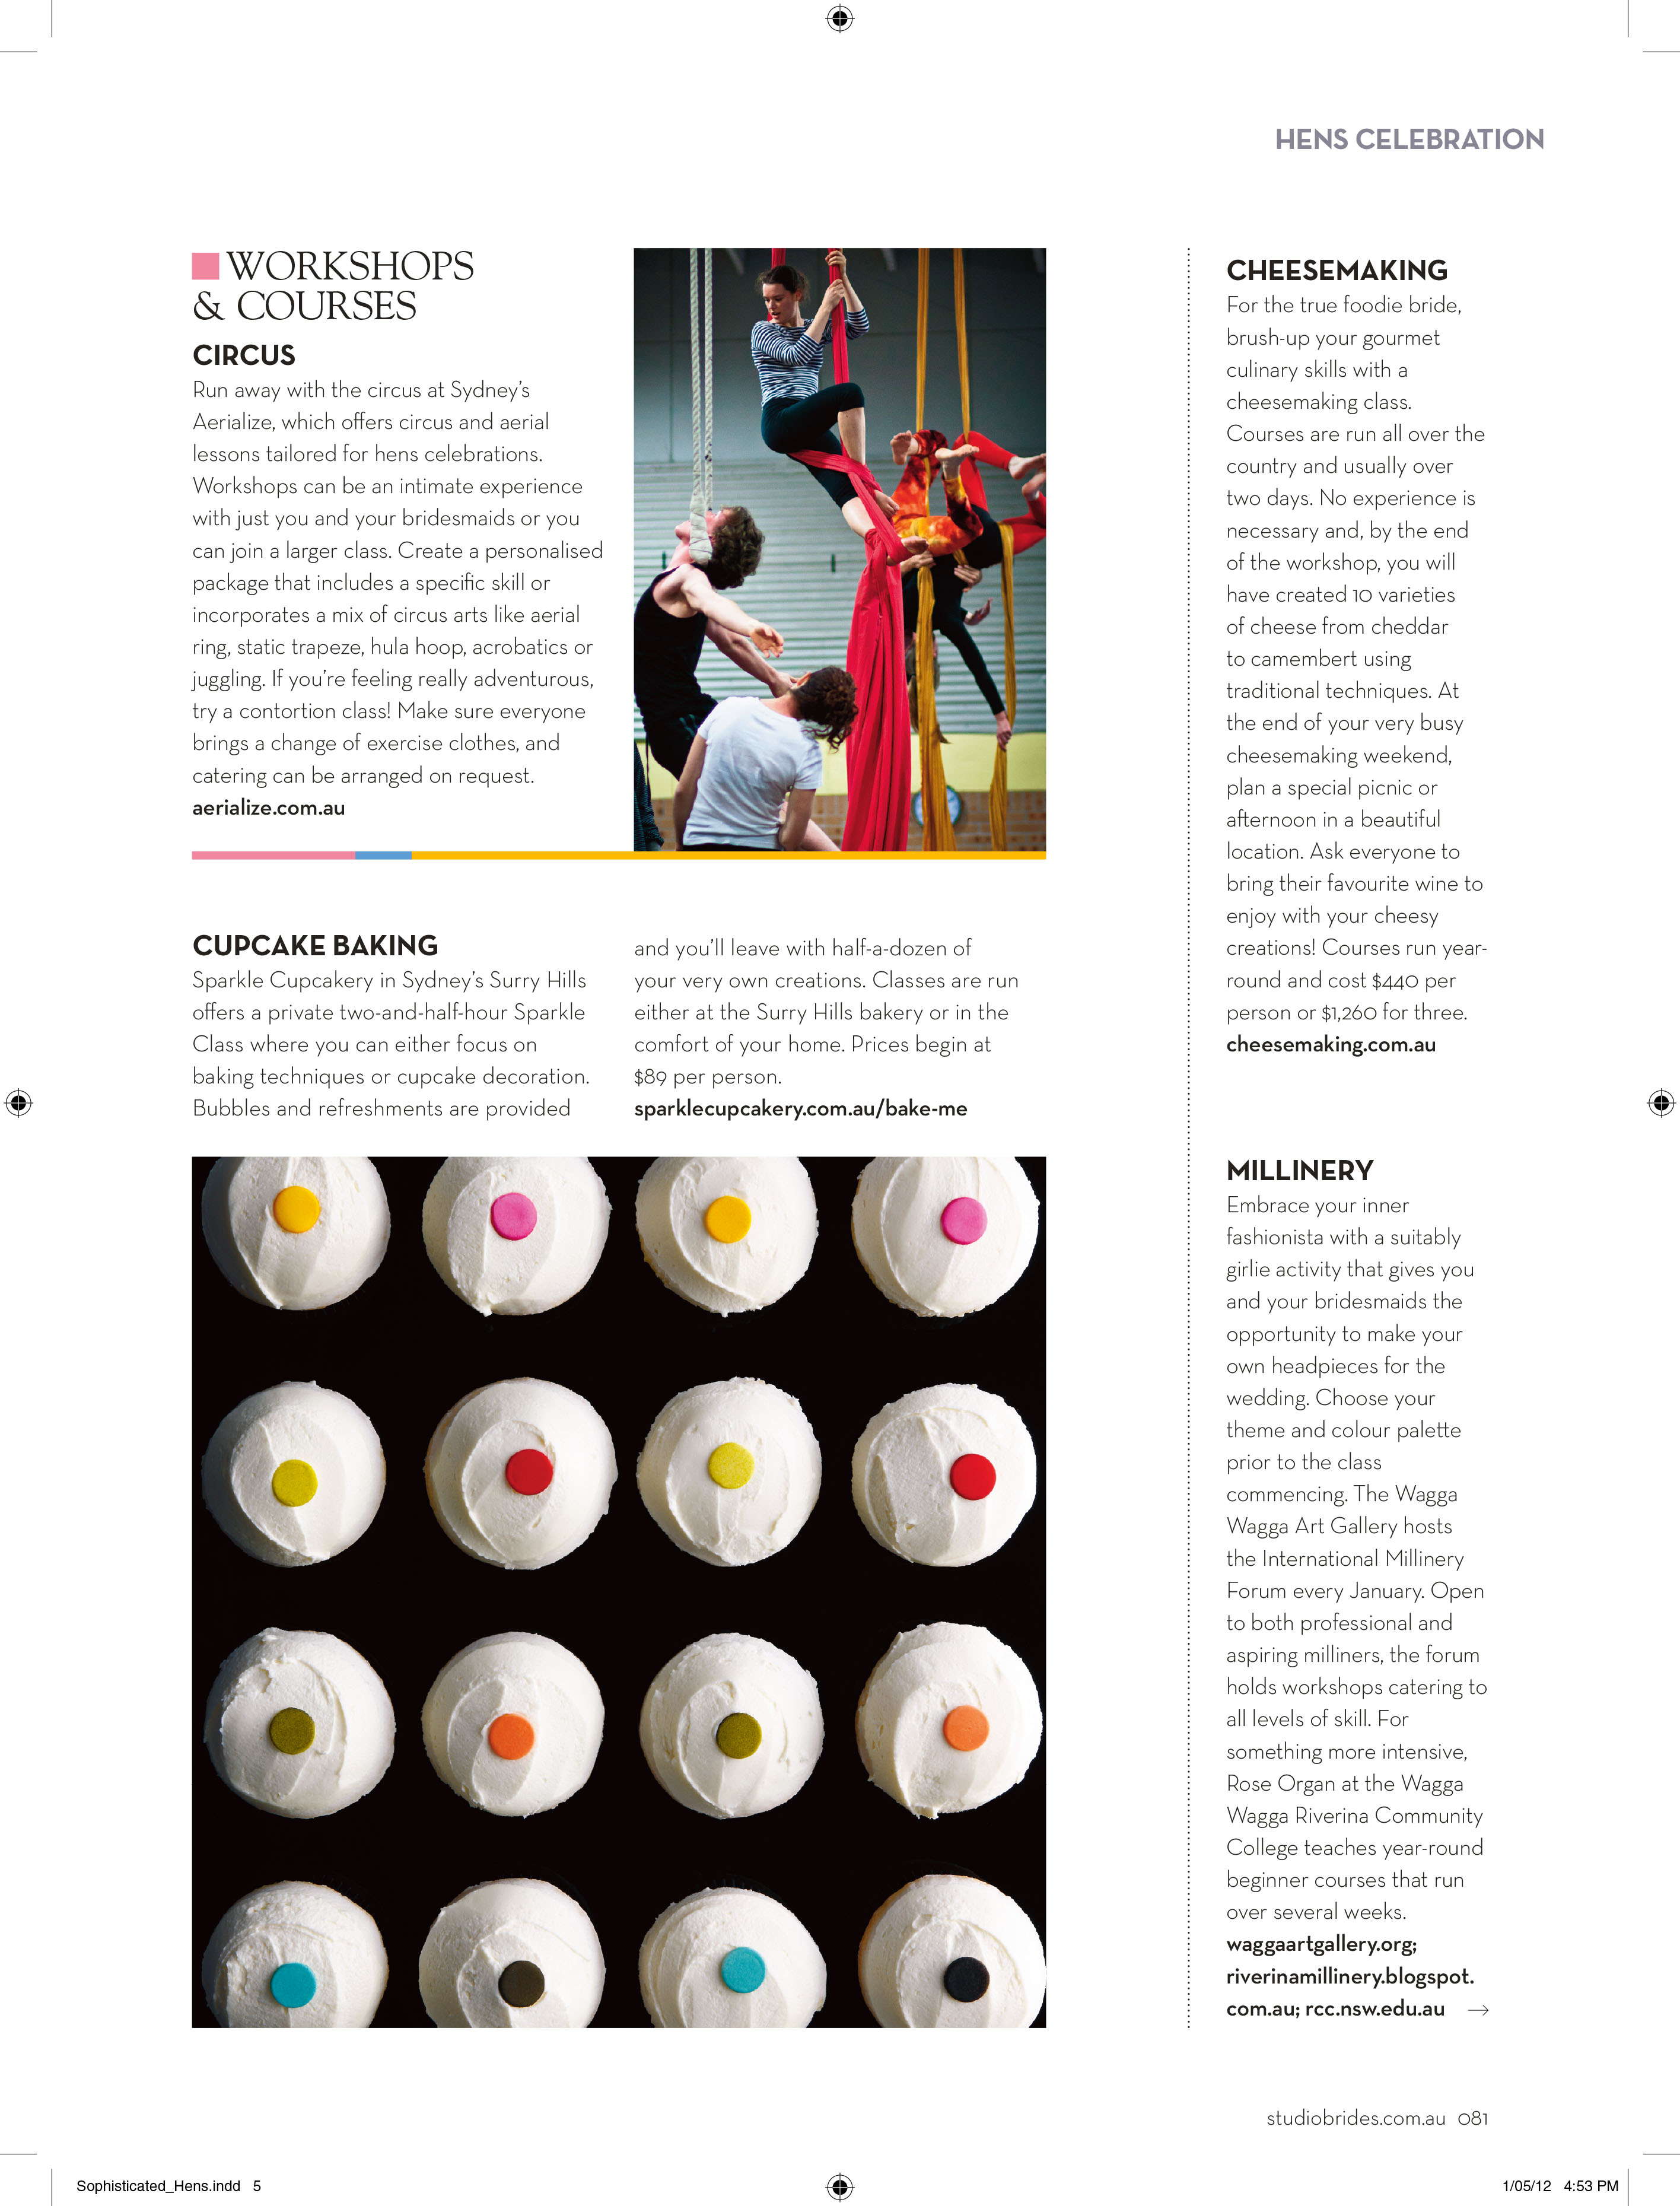 HENS CELEBRATION
WORKSHOPS
& COURSES
CIRCUS
Run away with the circus at Sydney’s
Aerialize, which offers circus and aerial
lessons tailored for hens celebrations.
Workshops can be an intimate experience
with just you and your bridesmaids or you
can join a larger class. Create a personalised
package that includes a specific skill or
incorporates a mix of circus arts like aerial
ring, static trapeze, hula hoop, acrobatics or
juggling. If you’re feeling really adventurous,
try a contortion class! Make sure everyone
brings a change of exercise clothes, and
catering can be arranged on request.
aerialize.com.au
CUPCAKE BAKING
Sparkle Cupcakery in Sydney’s Surry Hills
offers a private two-and-half-hour Sparkle
Class where you can either focus on
baking techniques or cupcake decoration.
Bubbles and refreshments are provided
and you’ll leave with half-a-dozen of
your very own creations. Classes are run
either at the Surry Hills bakery or in the
comfort of your home. Prices begin at
$89 per person.
sparklecupcakery.com.au/bake-me
CHEESEMAKING
For the true foodie bride,
brush-up your gourmet
culinary skills with a
cheesemaking class.
Courses are run all over the
country and usually over
two days. No experience is
necessary and, by the end
of the workshop, you will
have created 10 varieties
of cheese from cheddar
to camembert using
traditional techniques. At
the end of your very busy
cheesemaking weekend,
plan a special picnic or
afternoon in a beautiful
location. Ask everyone to
bring their favourite wine to
enjoy with your cheesy
creations! Courses run year-
round and cost $440 per
person or $1,260 for three.
cheesemaking.com.au
MILLINERY
Embrace your inner
fashionista with a suitably
girlie activity that gives you
and your bridesmaids the
opportunity to make your
own headpieces for the
wedding. Choose your
theme and colour palette
prior to the class
commencing. The Wagga
Wagga Art Gallery hosts
the International Millinery
Forum every January. Open
to both professional and
aspiring milliners, the forum
holds workshops catering to
all levels of skill. For
something more intensive,
Rose Organ at the Wagga
Wagga Riverina Community
College teaches year-round
beginner courses that run
over several weeks.
waggaartgallery.org;
riverinamillinery.blogspot.
com.au; rcc.nsw.edu.au →
studiobrides.com.au 081
Sophisticated_Hens.indd 5
1/05/12 4:53 PM